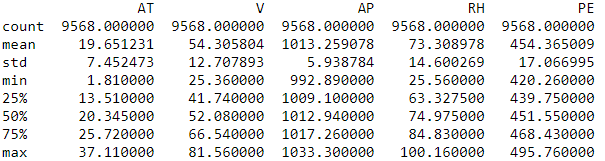 AT V AP RH PE
count 9568.000000 9568.000000 9568.000000 9568.000000 9568.000000
mean 19.651231 54.305804 1013.259078 73.308978 454.365009
std 7.452473 12.707893 5.938784 14.600269 17.066995
min 1.810000 25.360000 992.890000 25.560000 420.260000
25% 13.510000 41.740000 1009.100000 63.327500 439.750000
50% 20.345000 52.080000 1012.940000 74.975000 451.550000
75% 25.720000 66.540000 1017.260000 84.830000 468.430000
max 37.110000 81.560000 1033.300000 100.160000 495.760000